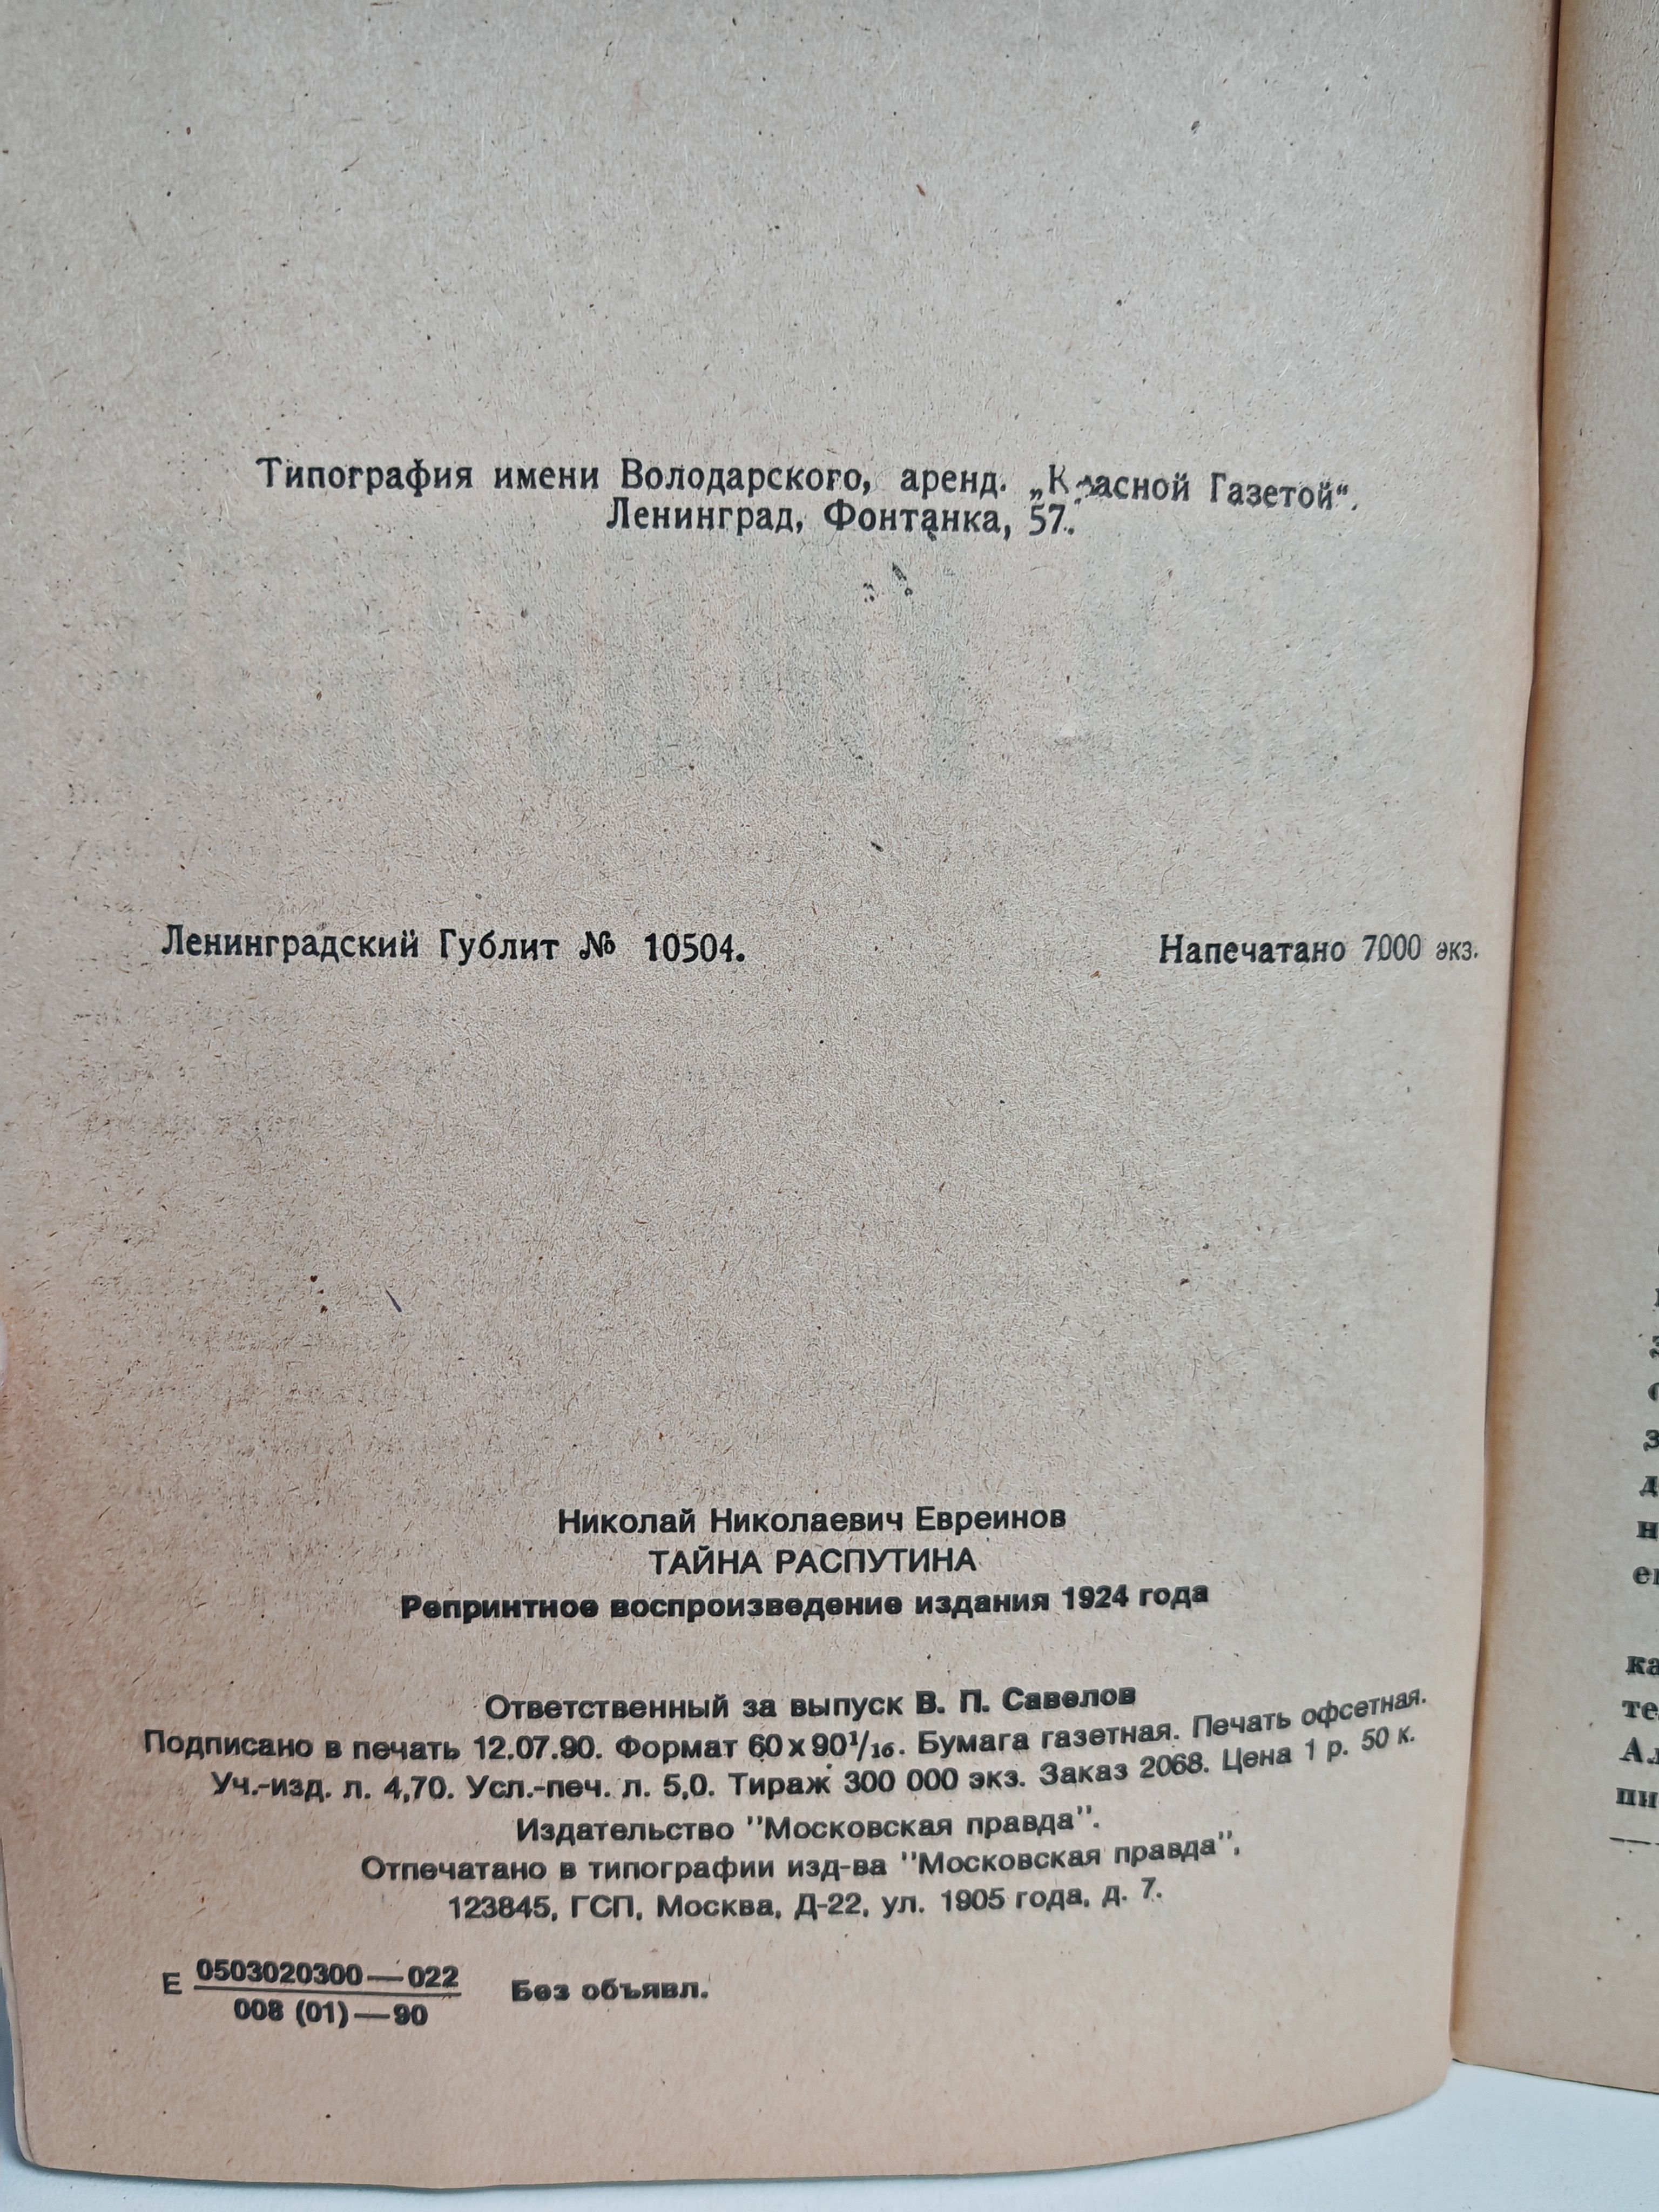 Типография имени Володарского, аренд. „Красной Газетой“.
Ленинград, Фонтанка, 57.
Ленинградский Гублит № 10504.
Напечатано 7000 экз.
Николай Николаевич Евреинов
ТАЙНА РАСПУТИНА
Репринтное воспроизведение издания 1924 года
Ответственный за выпуск В. П. Савелов
Подписано в печать 12.07.90. Формат 60 x 90¹/₁₆. Бумага газетная. Печать офсетная.
Уч.-изд. л. 4,70. Усл.-печ. л. 5,0. Тираж 300 000 экз. Заказ 2068. Цена 1 р. 50 к.
Издательство "Московская правда".
Отпечатано в типографии изд-ва "Московская правда",
123845, ГСП, Москва, Д-22, ул. 1905 года, д. 7.
Е 0503020300—022
008 (01)—90
Без объявл.